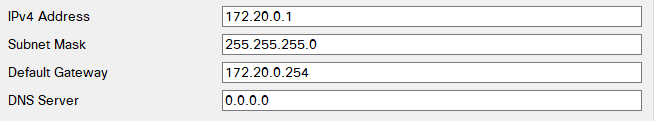 IPv4 Address 172.20.0.1
Subnet Mask 255.255.255.0
Default Gateway 172.20.0.254
DNS Server 0.0.0.0